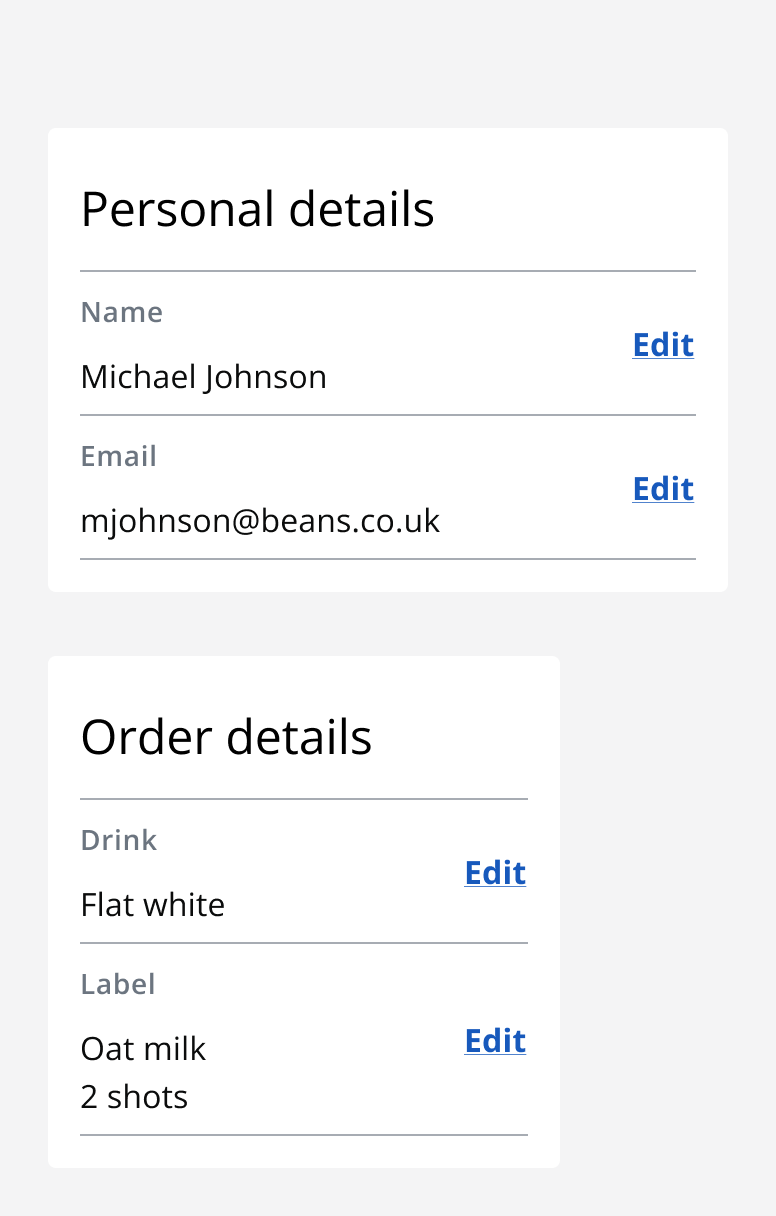 Personal details
Name
Edit
Michael Johnson
Email
Edit
mjohnson@beans.co.uk
Order details
Drink
Edit
Flat white
Label
Oat milk
Edit
2 shots